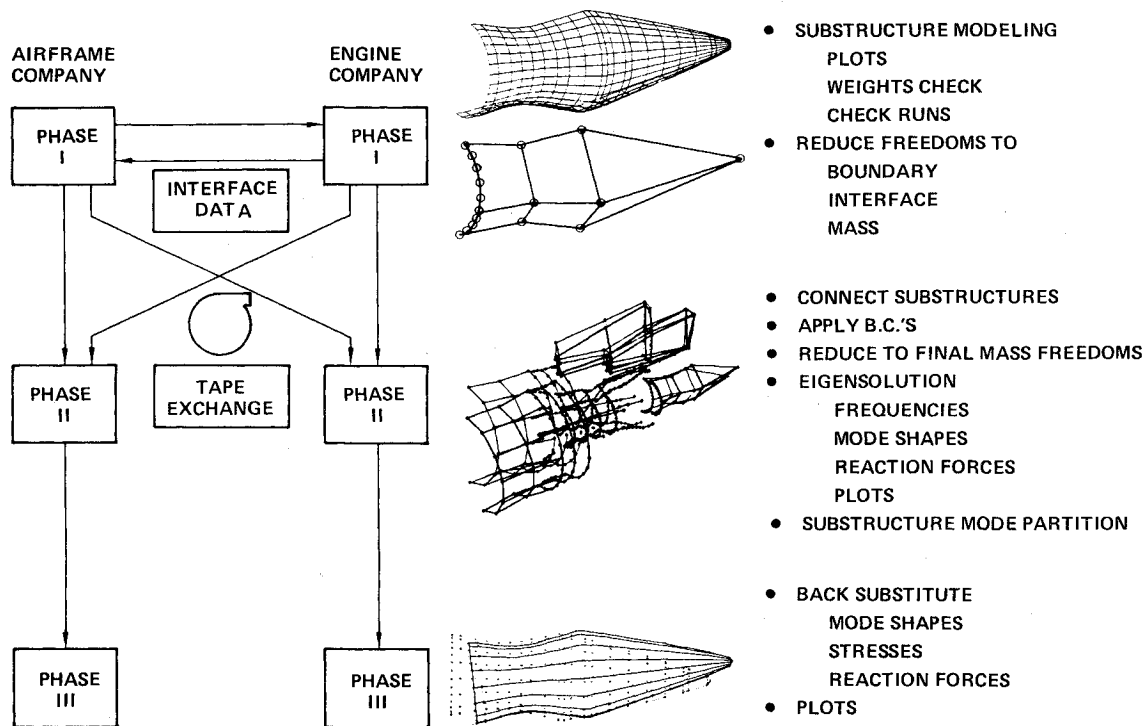 AIRFRAME
COMPANY
ENGINE
COMPANY
PHASE
I
PHASE
I
INTERFACE
DATA
TAPE
EXCHANGE
PHASE
II
PHASE
II
PHASE
III
PHASE
III
● SUBSTRUCTURE MODELING
PLOTS
WEIGHTS CHECK
CHECK RUNS
● REDUCE FREEDOMS TO
BOUNDARY
INTERFACE
MASS
● CONNECT SUBSTRUCTURES
● APPLY B.C.'S
● REDUCE TO FINAL MASS FREEDOMS
● EIGENSOLUTION
FREQUENCIES
MODE SHAPES
REACTION FORCES
PLOTS
● SUBSTRUCTURE MODE PARTITION
● BACK SUBSTITUTE
MODE SHAPES
STRESSES
REACTION FORCES
● PLOTS